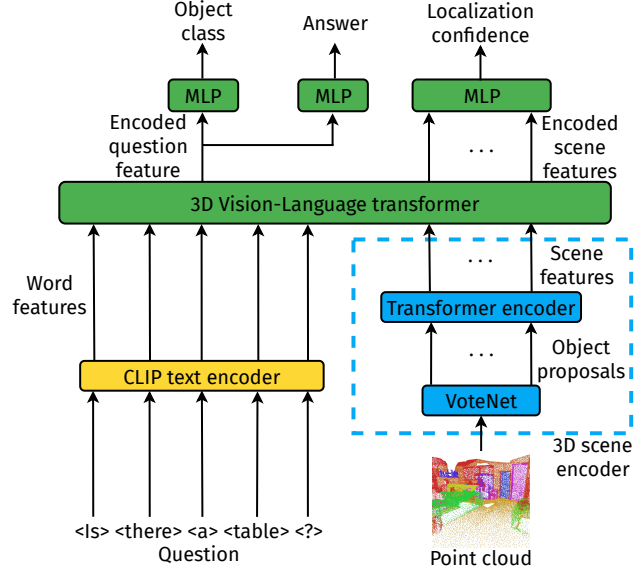 Object
class
Answer
Localization
confidence
MLP
MLP
MLP
Encoded
question
feature
. . .
Encoded
scene
features
3D Vision-Language transformer
Word
features
. . .
Scene
features
Transformer encoder
. . .
Object
proposals
CLIP text encoder
VoteNet
3D scene
encoder
<Is> <there> <a> <table> <?>
Question
Point cloud